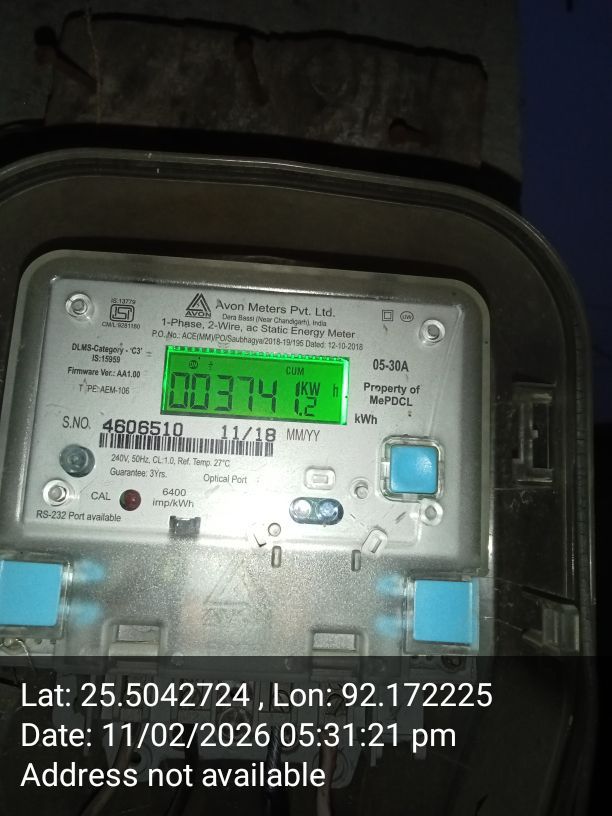 IS.13779
ISI
CM/L:9281160
AVON
Avon Meters Pvt. Ltd.
Dera Bassi (Near Chandigarh), India
1-Phase, 2-Wire, ac Static Energy Meter
P.O. No.: ACE(MM)/PO/Saubhagya/2018-19/196 Dated: 12-10-2018
DLMS-Category - 'C3'
IS:15959
Firmware Ver.: AA1.00
TYPE: AEM-106
CUM
003741.2 KW h
05-30A
Property of
MePDCL
kWh
S.NO. 4606510 11/18 MM/YY
240V, 50Hz, CL:1.0, Ref. Temp. 27°C
Guarantee: 3Yrs.
Optical Port
CAL
6400
imp/kWh
RS-232 Port available
Lat: 25.5042724 , Lon: 92.172225
Date: 11/02/2026 05:31:21 pm
Address not available